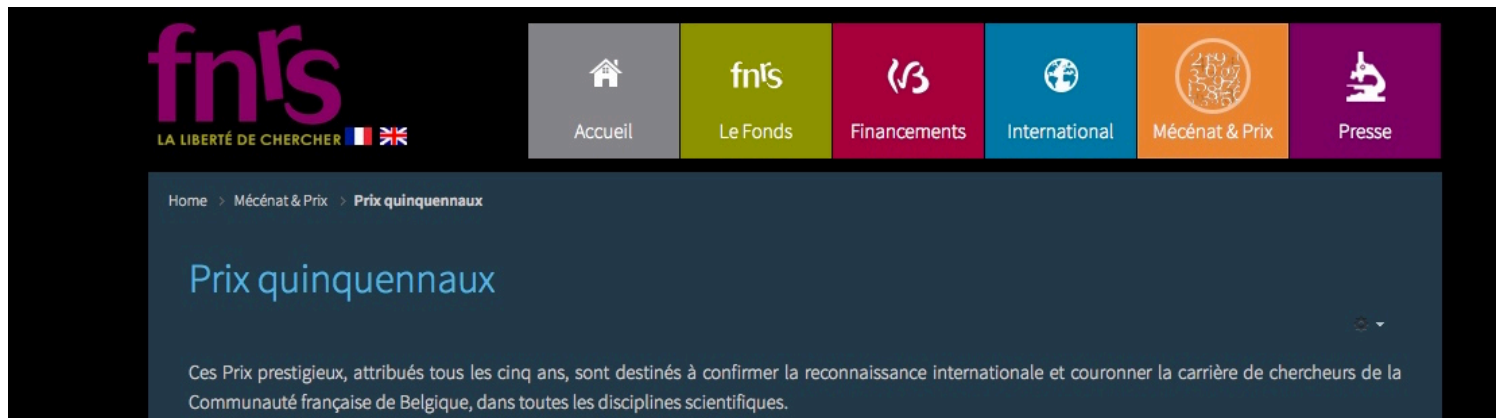 fnrs
LA LIBERTÉ DE CHERCHER
Accueil
fnrs
Le Fonds
Financements
International
Mécénat & Prix
Presse
Home > Mécénat & Prix > Prix quinquennaux
Prix quinquennaux
Ces Prix prestigieux, attribués tous les cinq ans, sont destinés à confirmer la reconnaissance internationale et couronner la carrière de chercheurs de la
Communauté française de Belgique, dans toutes les disciplines scientifiques.